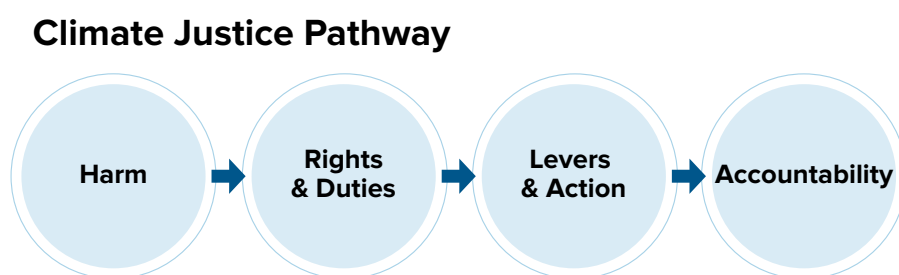 Climate Justice Pathway
Harm
Rights
& Duties
Levers
& Action
Accountability